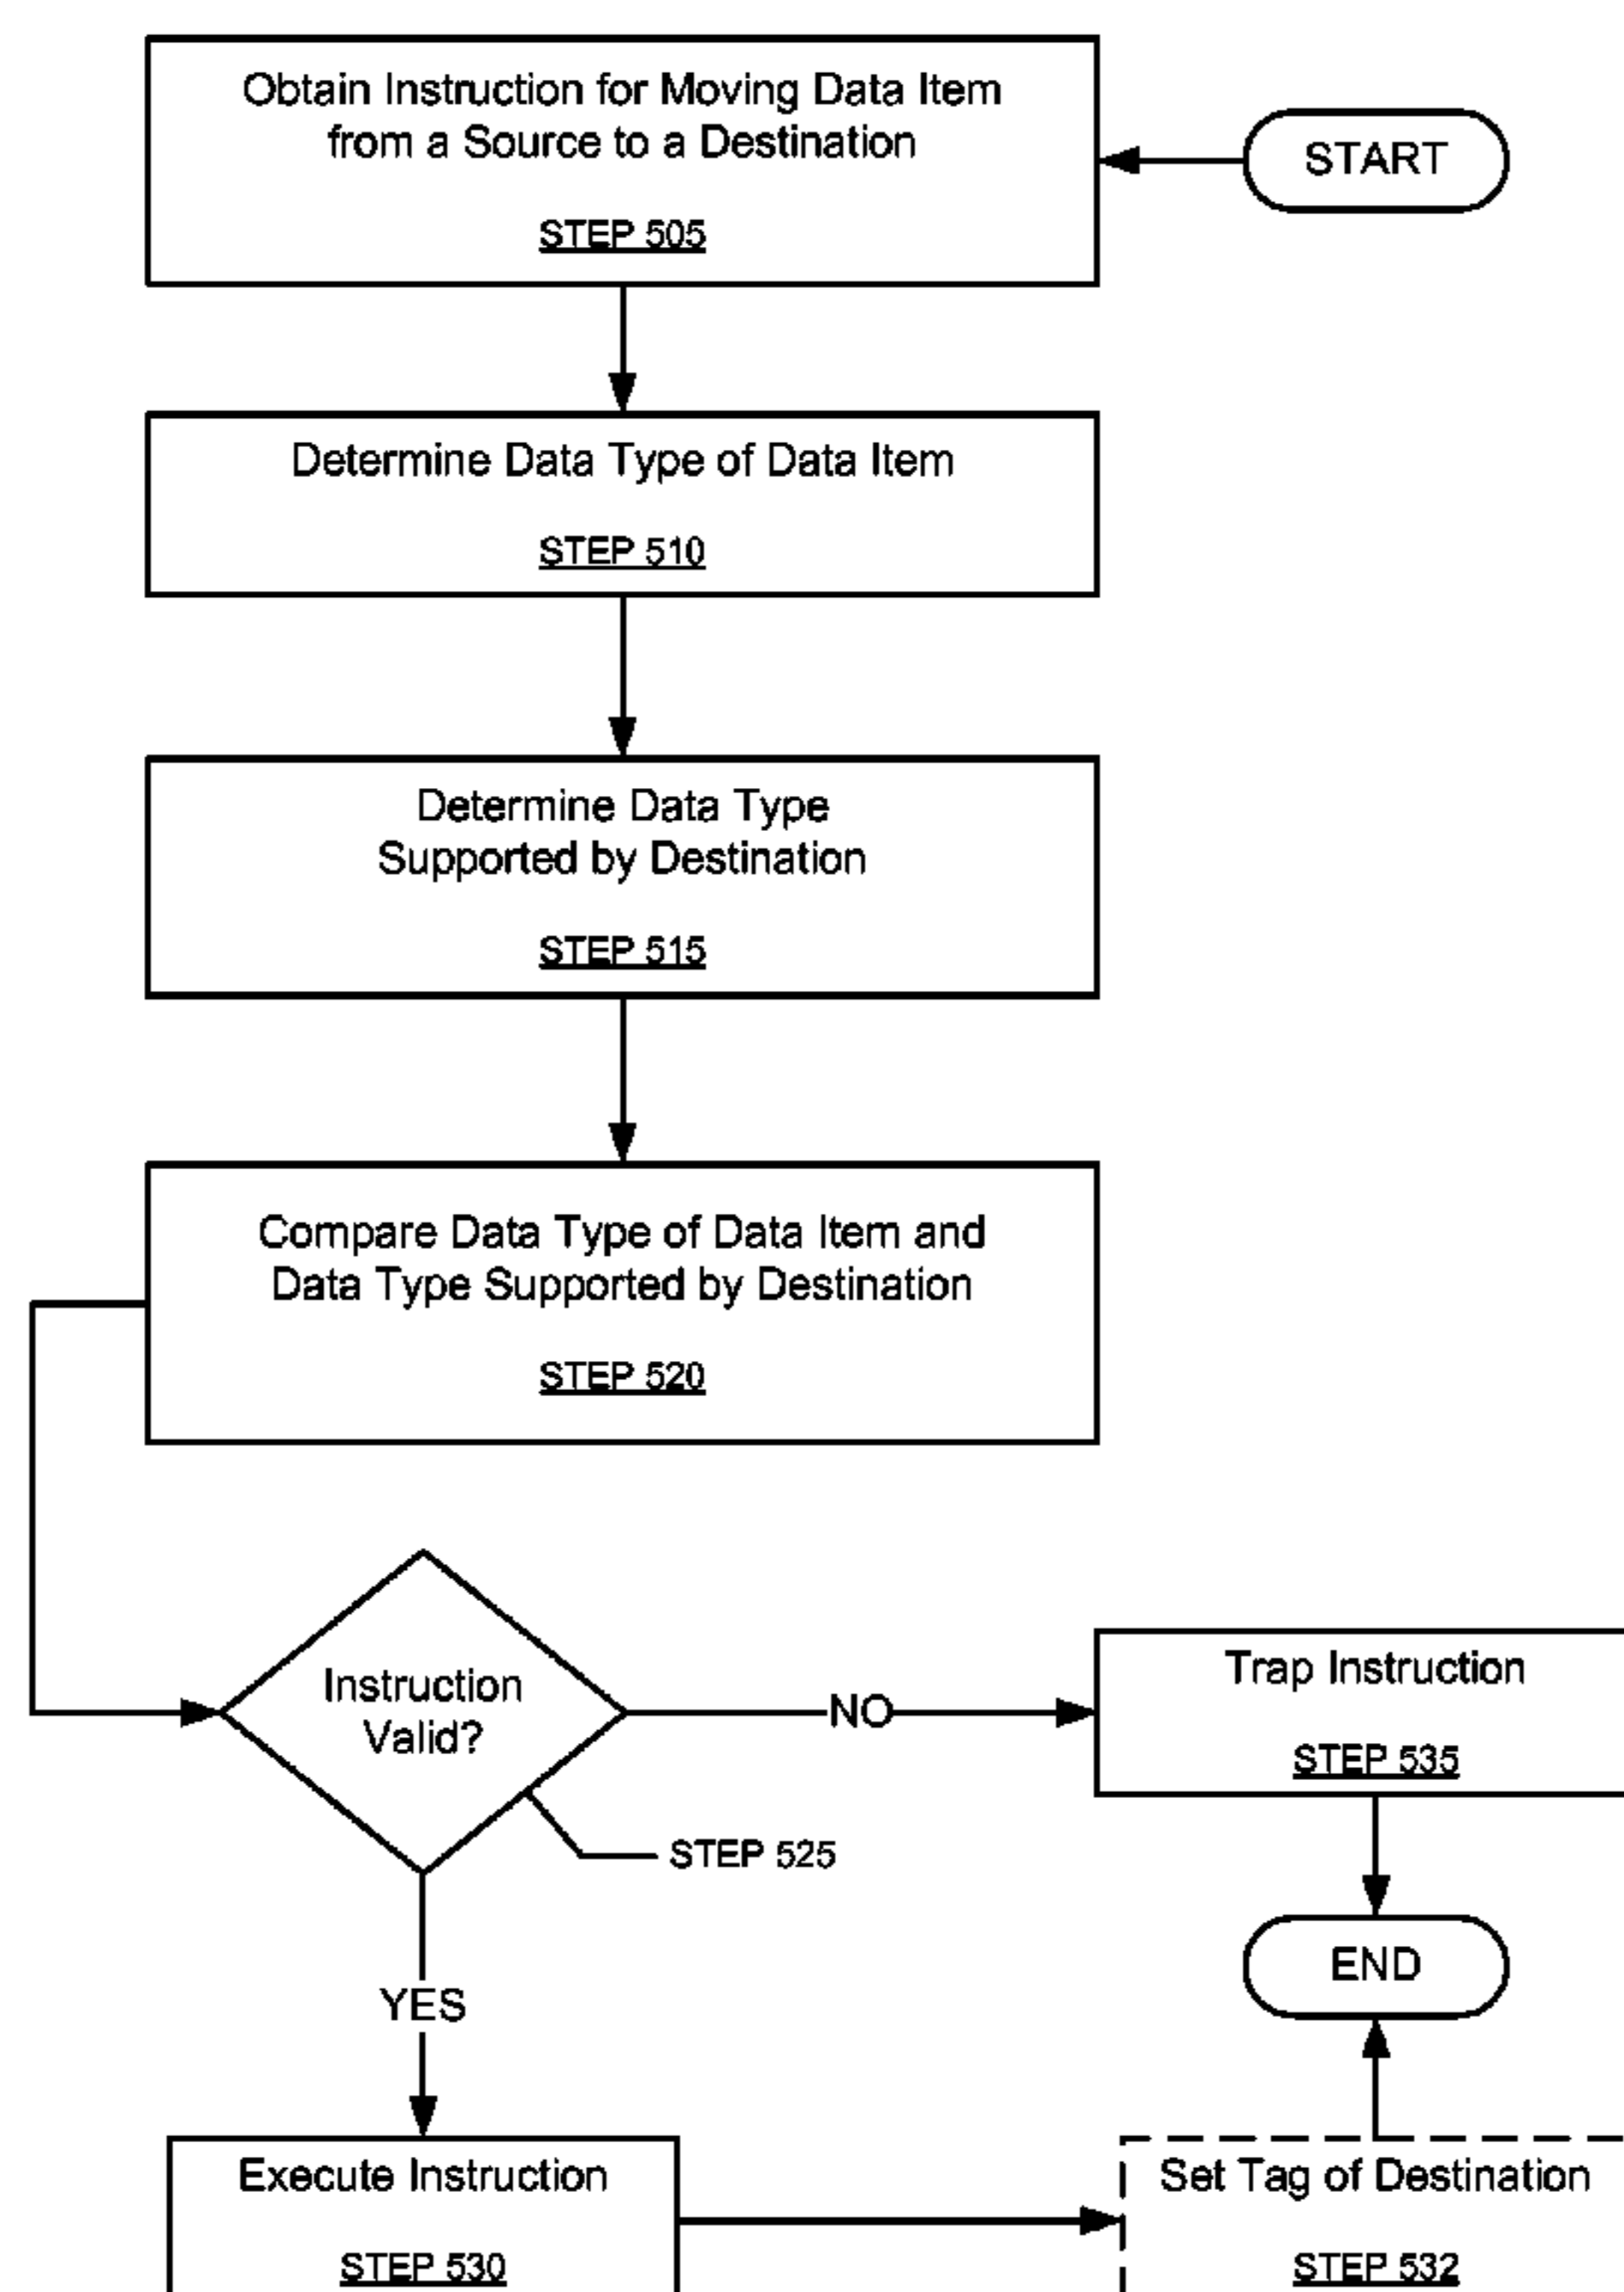 Obtain Instruction for Moving Data Item
from a Source to a Destination
STEP 505
START
Determine Data Type of Data Item
STEP 510
Determine Data Type
Supported by Destination
STEP 515
Compare Data Type of Data Item and
Data Type Supported by Destination
STEP 520
Instruction
Valid?
NO
Trap Instruction
STEP 535
STEP 525
END
YES
Execute Instruction
STEP 530
Set Tag of Destination
STEP 532